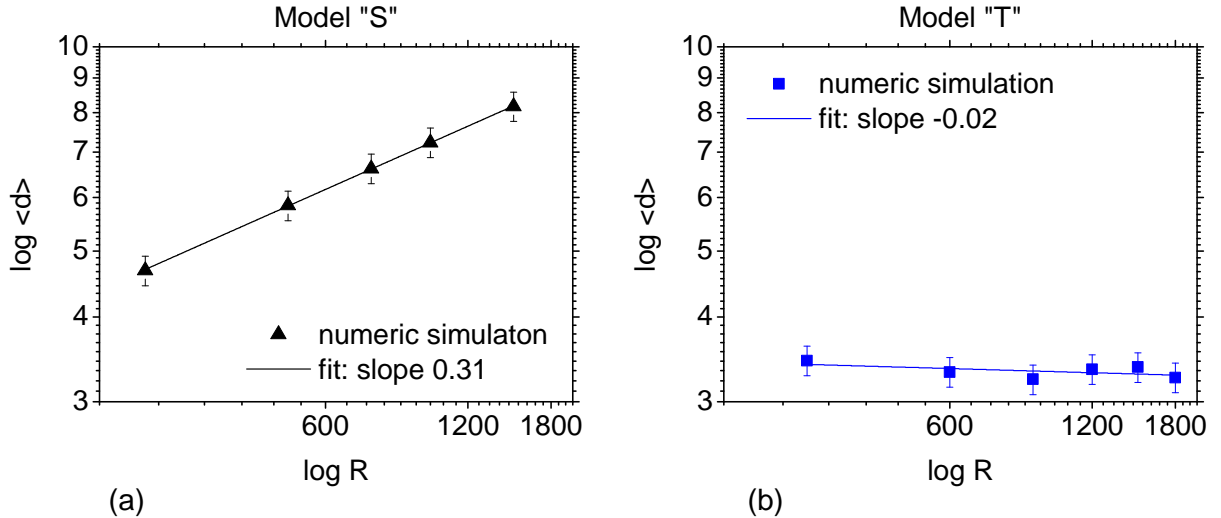 Model "S"
10
9
8
7
6
5
4
3
log <d>
numeric simulaton
fit: slope 0.31
600
1200
1800
log R
(a)
Model "T"
10
9
8
7
6
5
4
3
log <d>
numeric simulation
fit: slope -0.02
600
1200
1800
log R
(b)